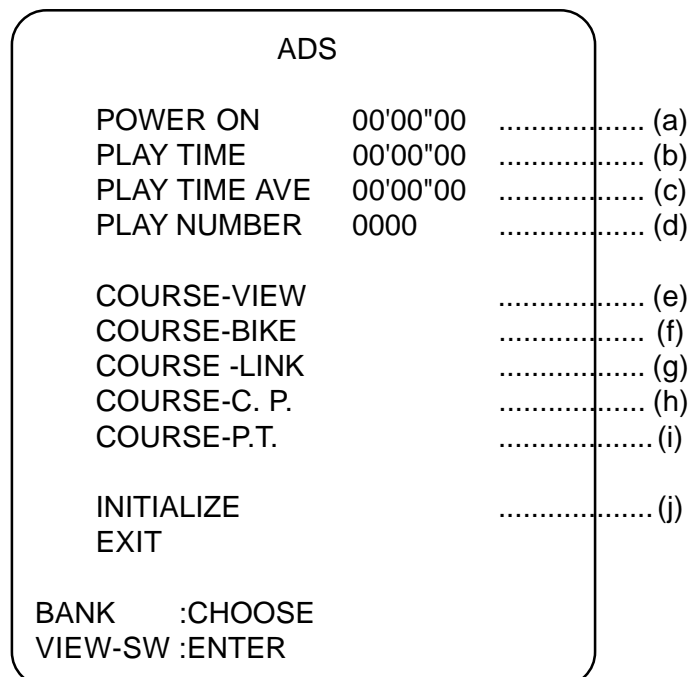 ADS
POWER ON 00'00"00 .................. (a)
PLAY TIME 00'00"00 .................. (b)
PLAY TIME AVE 00'00"00 .................. (c)
PLAY NUMBER 0000 .................. (d)
COURSE-VIEW .................. (e)
COURSE-BIKE .................. (f)
COURSE -LINK .................. (g)
COURSE-C. P. .................. (h)
COURSE-P.T. ................... (i)
INITIALIZE ................... (j)
EXIT
BANK :CHOOSE
VIEW-SW :ENTER